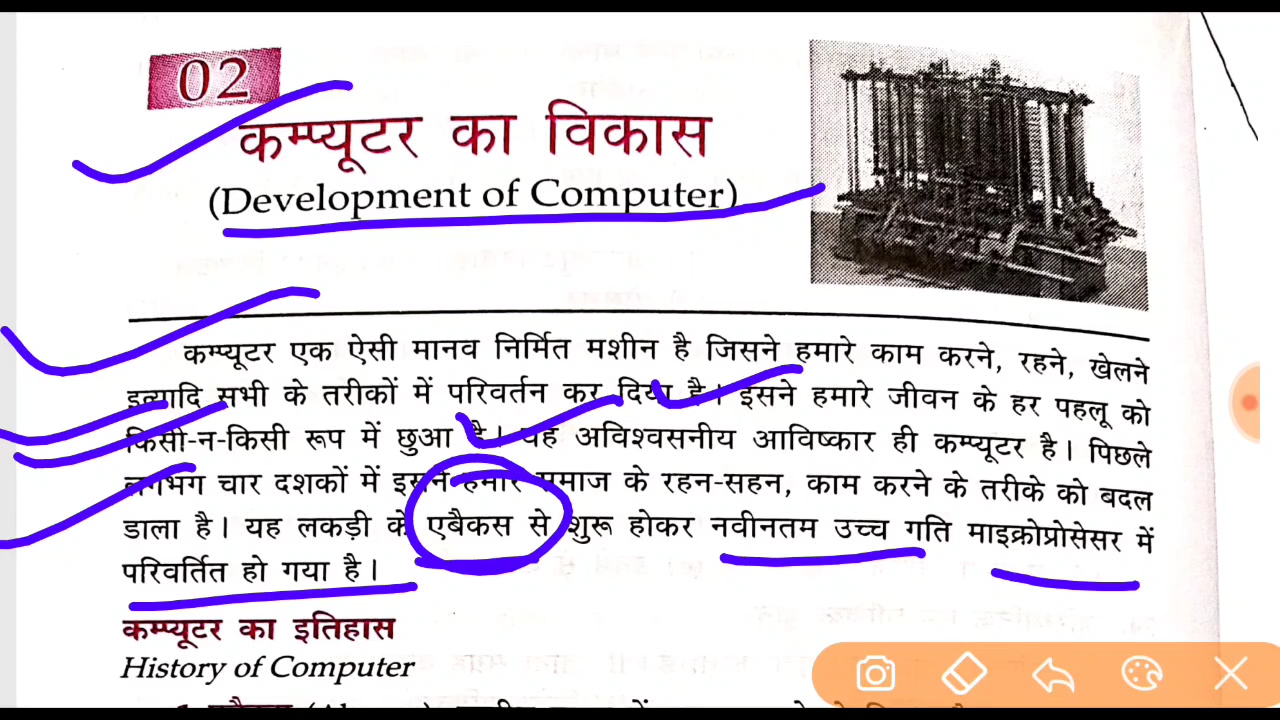 02
कम्प्यूटर का विकास
(Development of Computer)
कम्प्यूटर एक ऐसी मानव निर्मित मशीन है जिसने हमारे काम करने, रहने, खेलने
इत्यादि सभी के तरीकों में परिवर्तन कर दिया है। इसने हमारे जीवन के हर पहलू को
किसी-न-किसी रूप में छुआ है। यह अविश्वसनीय आविष्कार ही कम्प्यूटर है। पिछले
लगभग चार दशकों में इसने हमारे समाज के रहन-सहन, काम करने के तरीके को बदल
डाला है। यह लकड़ी के एबैकस से शुरू होकर नवीनतम उच्च गति माइक्रोप्रोसेसर में
परिवर्तित हो गया है।
कम्प्यूटर का इतिहास
History of Computer